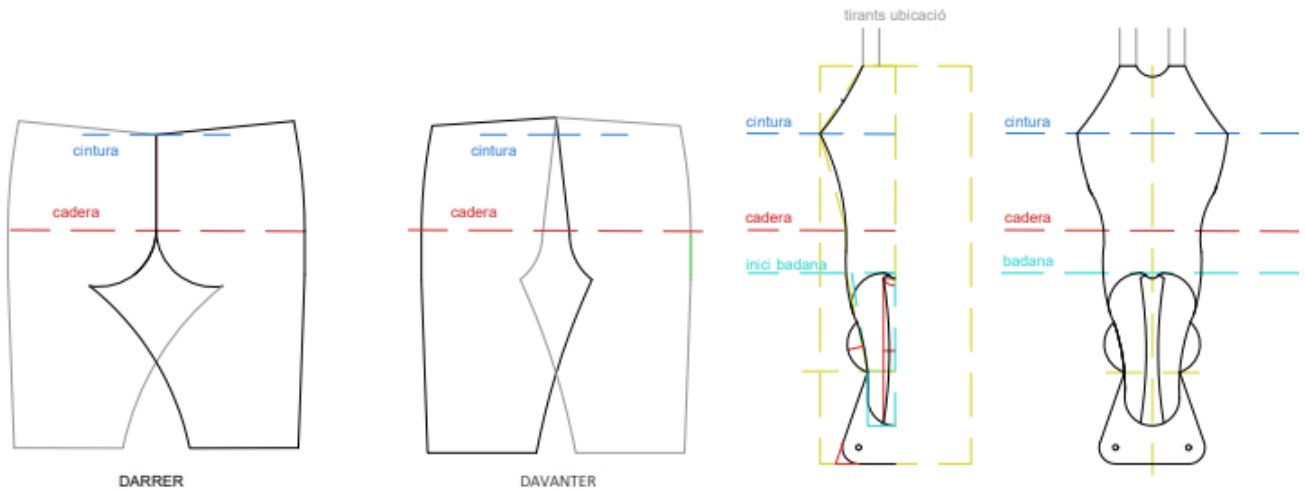 tirants ubicació
cintura
cadera
DARRER
cintura
cadera
DAVANTER
cintura
cadera
inici badana
cintura
cadera
badana